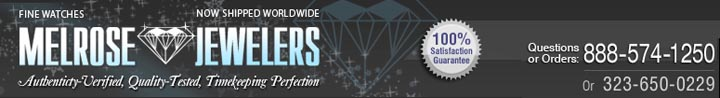 FINE WATCHES
NOW SHIPPED WORLDWIDE
MELROSE JEWELERS
Authenticty-Verified, Quality-Tested, Timekeeping Perfection
100%
Satisfaction
Guarantee
Questions
or Orders: 888-574-1250
Or 323-650-0229